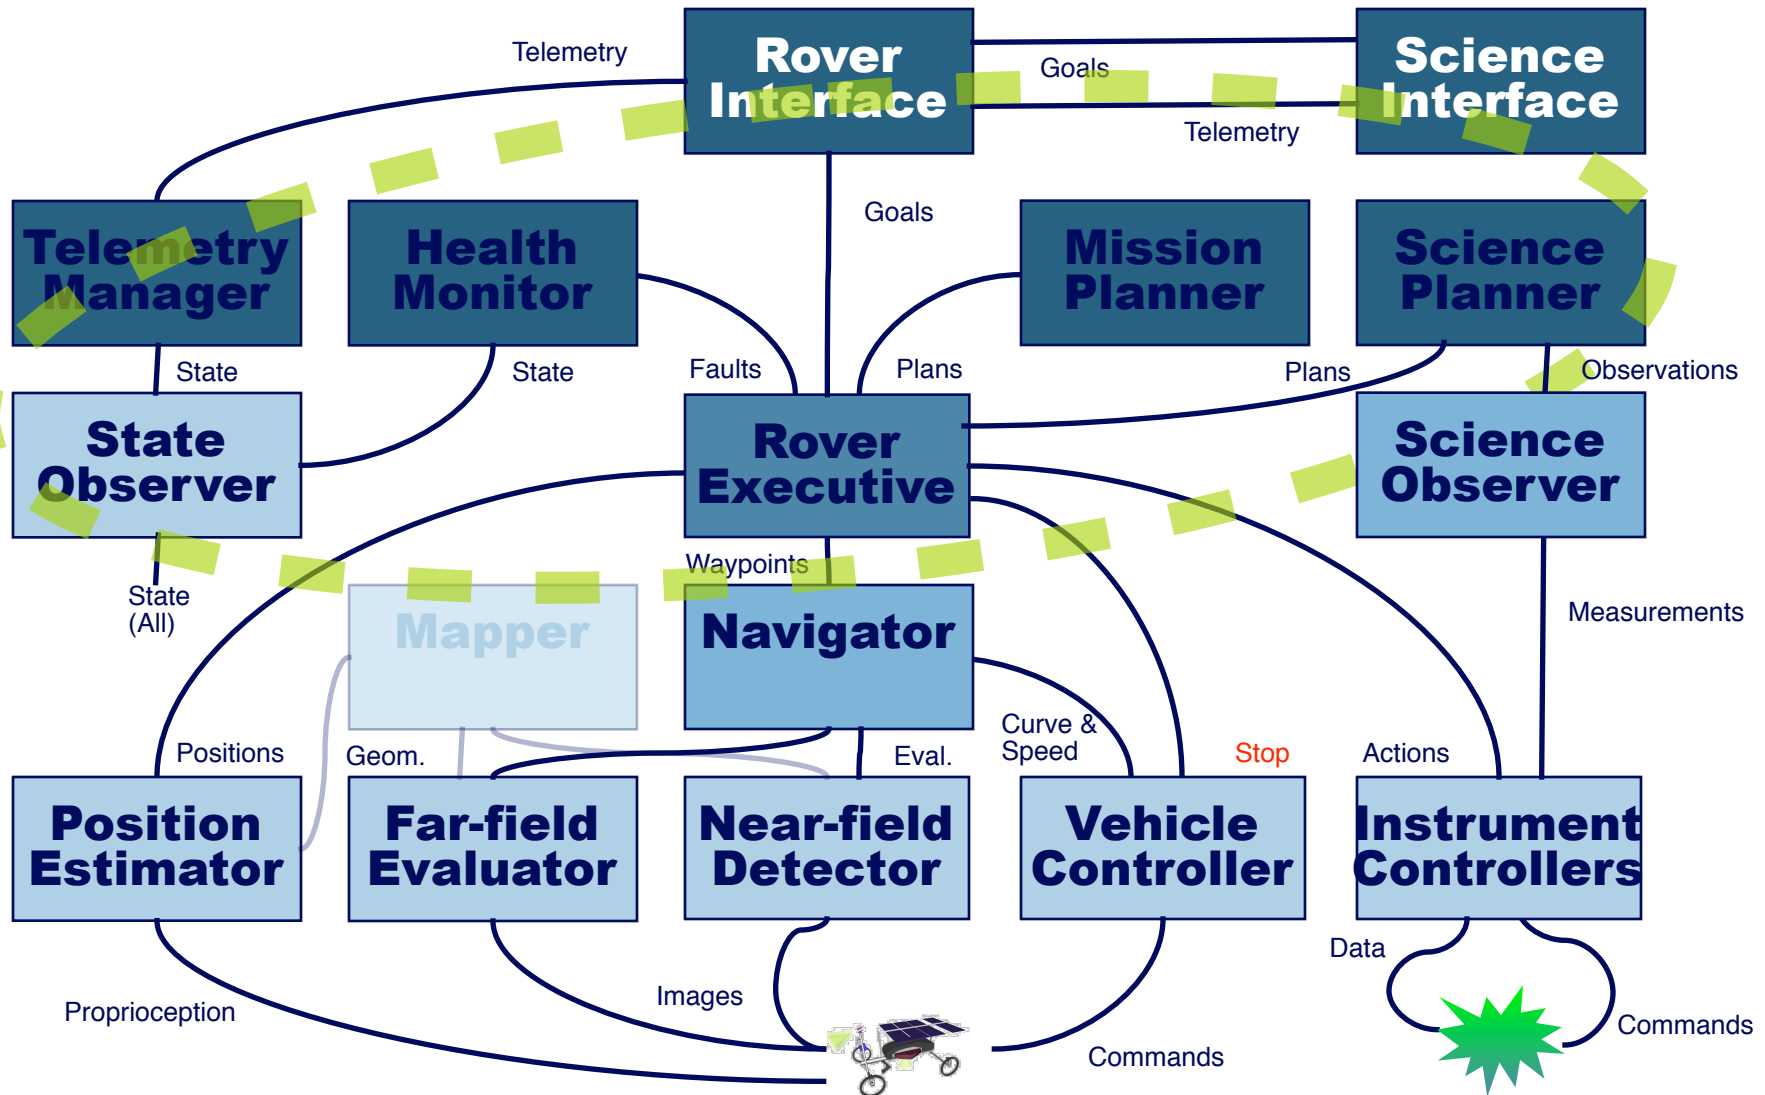 Telemetry
Rover
Interface
Goals
Science
Interface
Telemetry
Goals
Telemetry
Manager
Health
Monitor
Mission
Planner
Science
Planner
State
State
Faults
Plans
Plans
Observations
State
Observer
Rover
Executive
Science
Observer
Waypoints
State
(All)
Mapper
Navigator
Measurements
Positions
Geom.
Eval.
Curve &
Speed
Stop
Actions
Position
Estimator
Far-field
Evaluator
Near-field
Detector
Vehicle
Controller
Instrument
Controllers
Data
Proprioception
Images
Commands
Commands